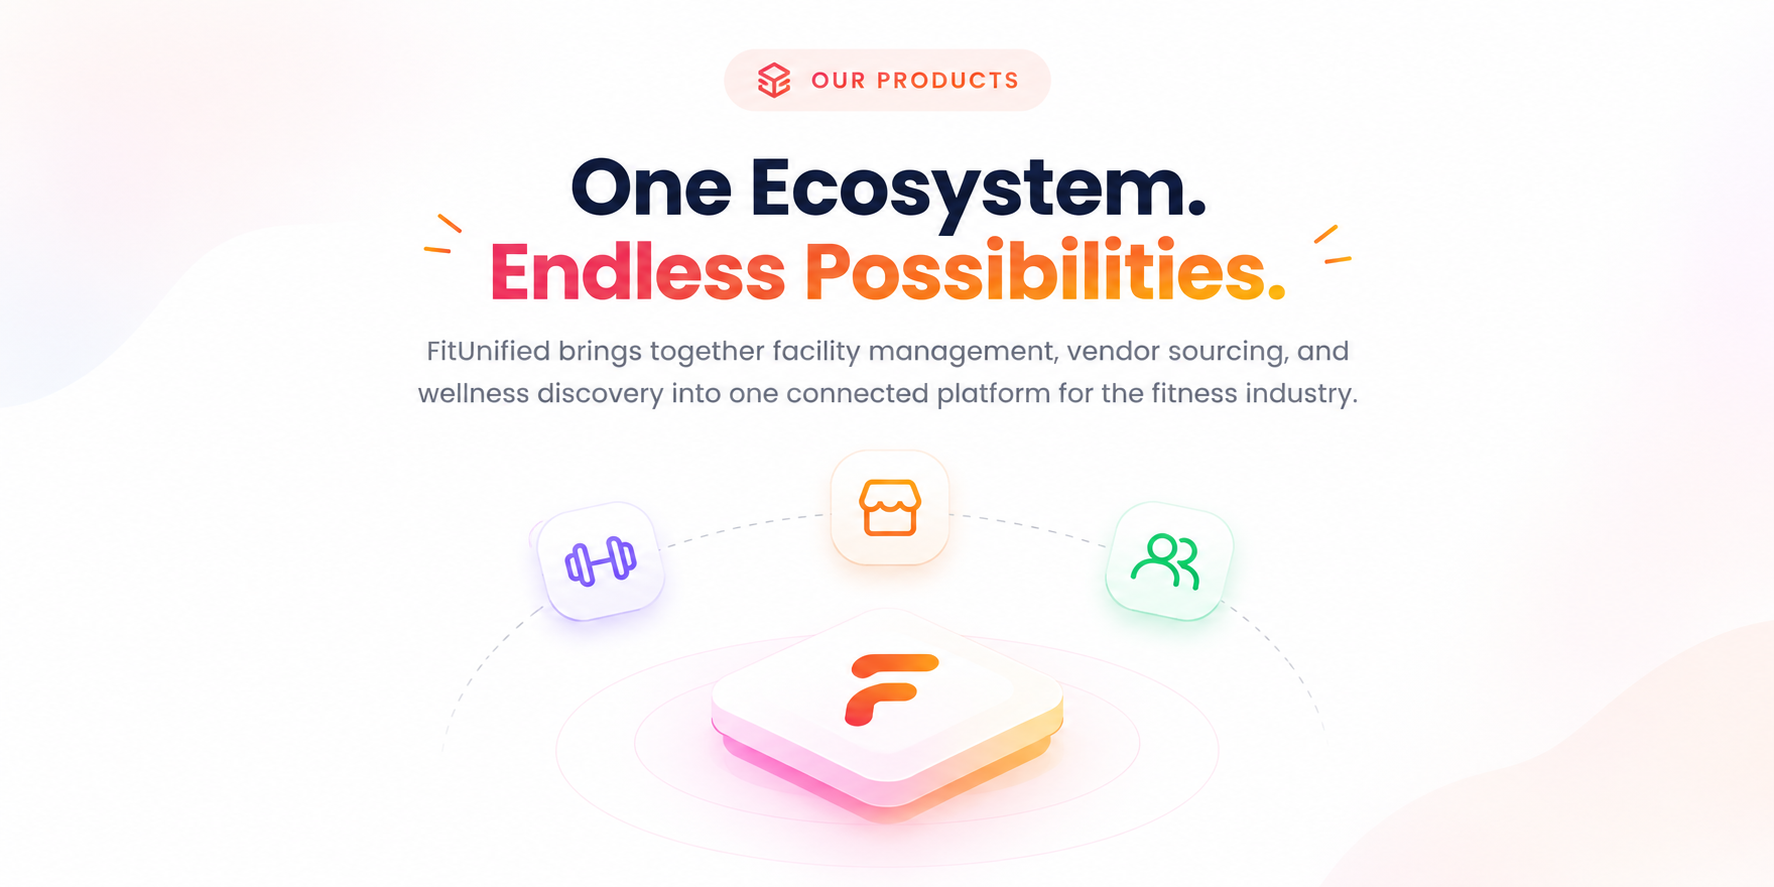 OUR PRODUCTS
One Ecosystem.
Endless Possibilities.
FitUnified brings together facility management, vendor sourcing, and
wellness discovery into one connected platform for the fitness industry.